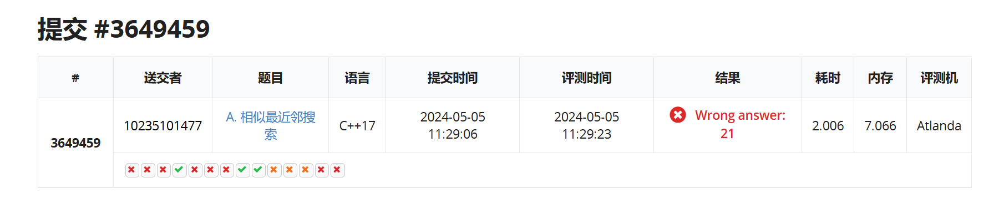 提交 #3649459
# 送交者 题目 语言 提交时间 评测时间 结果 耗时 内存 评测机
3649459 10235101477 A. 相似最近邻搜 C++17 2024-05-05 2024-05-05 Wrong answer: 2.006 7.066 Atlanda
索 11:29:06 11:29:23 21